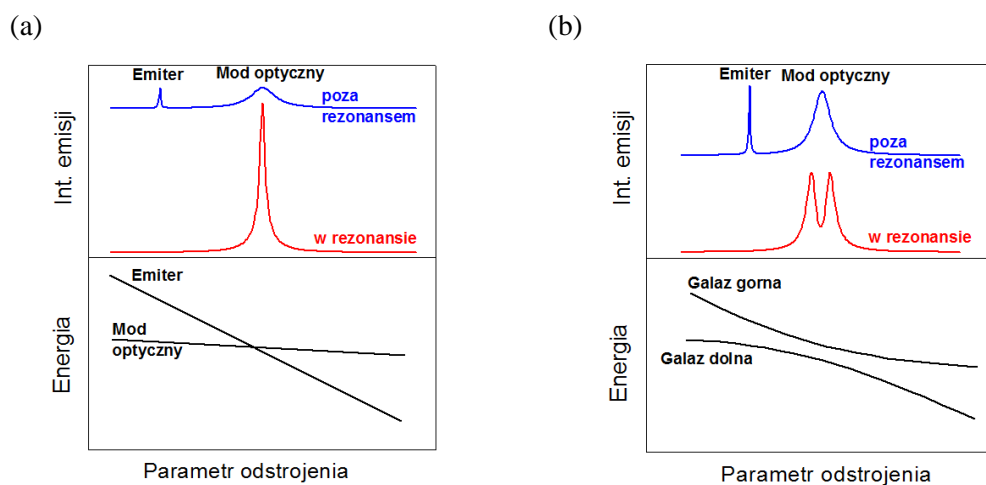 (a)
Emiter
Mod optyczny
poza
rezonsem
w rezonansie
Int. emisji
Emiter
Mod
optyczny
Energia
Parametr odstrojenia
(b)
Emiter
Mod optyczny
poza
rezonansem
w rezonansie
Int. emisji
Galaz gorna
Galaz dolna
Energia
Parametr odstrojenia